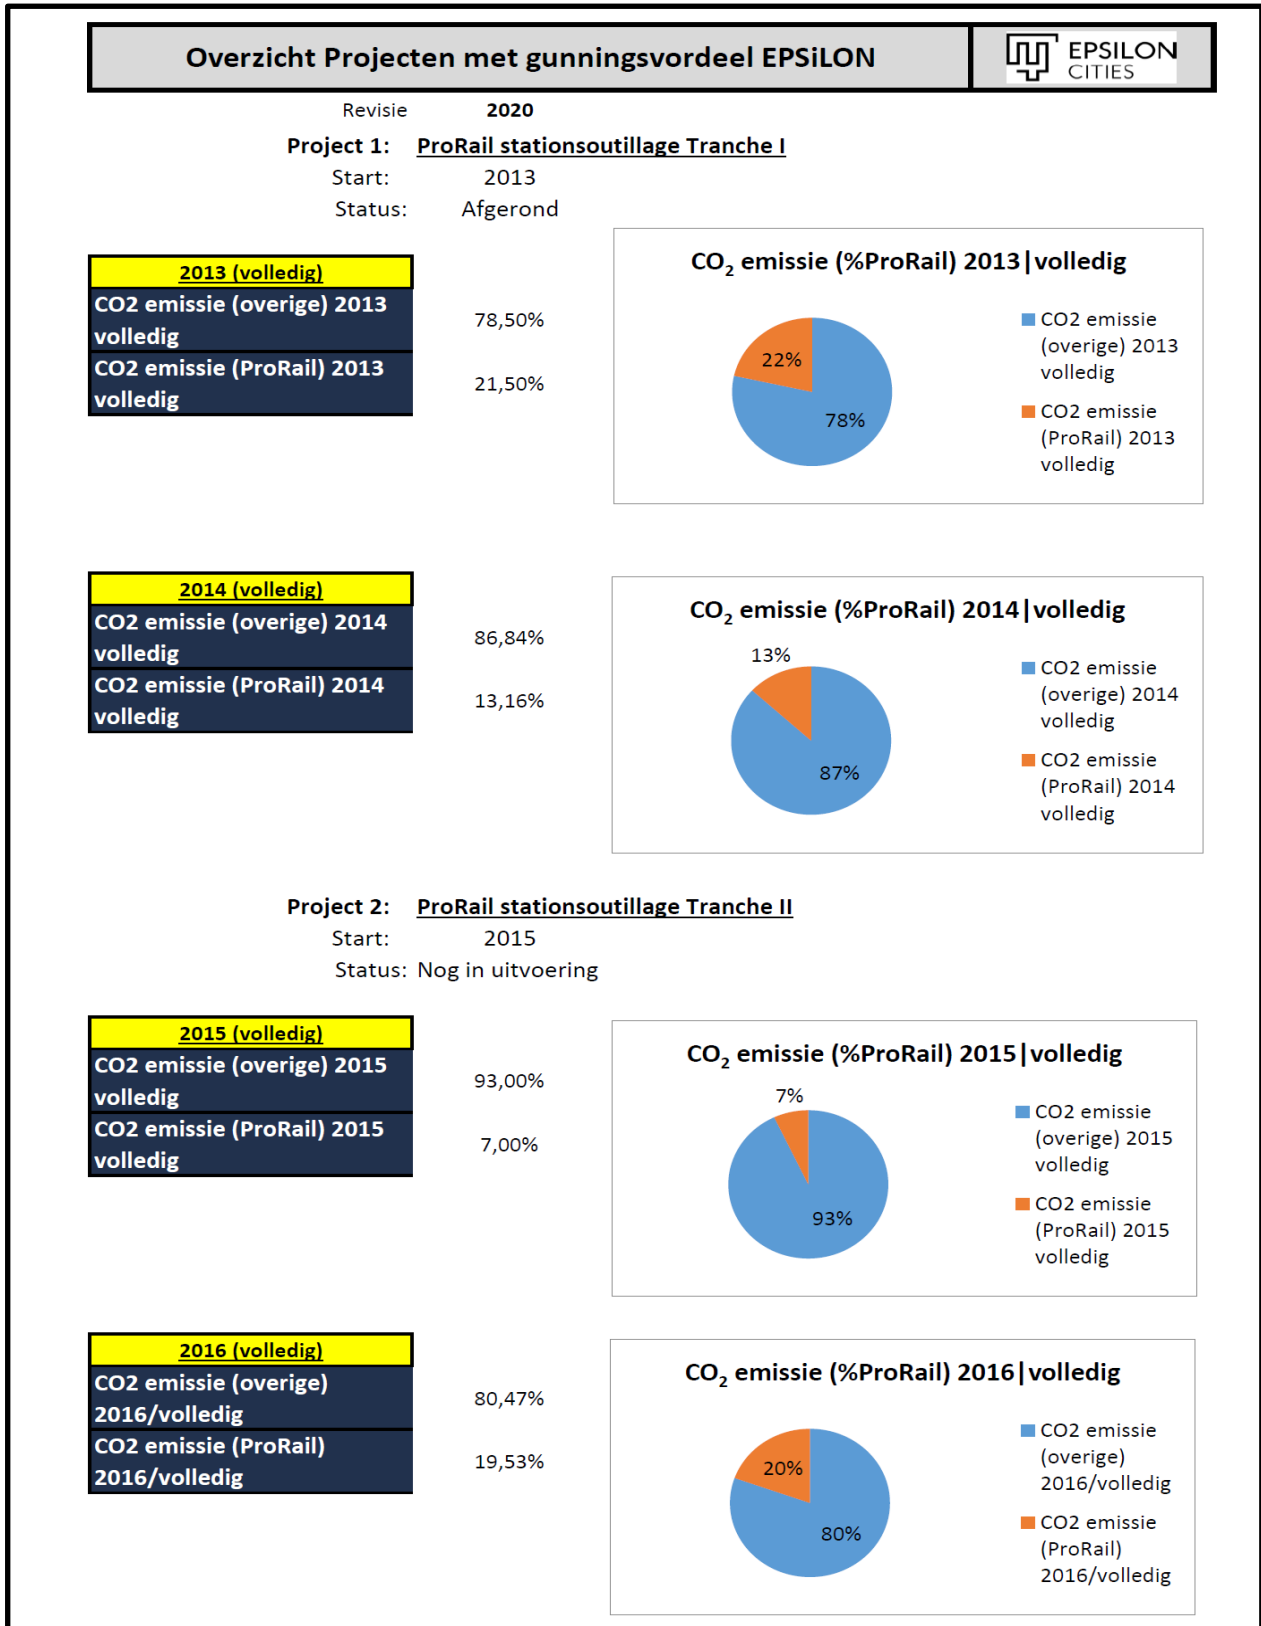 Overzicht Projecten met gunningsvordeel EPSiLON
EPSILON
CITIES
Revisie 2020
Project 1: ProRail stationsoutillage Tranche I
Start: 2013
Status: Afgerond
2013 (volledig)
CO2 emissie (overige) 2013
volledig
78,50%
CO2 emissie (ProRail) 2013
volledig
21,50%
CO2 emissie (%ProRail) 2013|volledig
22%
78%
CO2 emissie
(overige) 2013
volledig
CO2 emissie
(ProRail) 2013
volledig
2014 (volledig)
CO2 emissie (overige) 2014
volledig
86,84%
CO2 emissie (ProRail) 2014
volledig
13,16%
CO2 emissie (%ProRail) 2014|volledig
13%
87%
CO2 emissie
(overige) 2014
volledig
CO2 emissie
(ProRail) 2014
volledig
Project 2: ProRail stationsoutillage Tranche II
Start: 2015
Status: Nog in uitvoering
2015 (volledig)
CO2 emissie (overige) 2015
volledig
93,00%
CO2 emissie (ProRail) 2015
volledig
7,00%
CO2 emissie (%ProRail) 2015|volledig
7%
93%
CO2 emissie
(overige) 2015
volledig
CO2 emissie
(ProRail) 2015
volledig
2016 (volledig)
CO2 emissie (overige)
2016/volledig
80,47%
CO2 emissie (ProRail)
2016/volledig
19,53%
CO2 emissie (%ProRail) 2016|volledig
20%
80%
CO2 emissie
(overige)
2016/volledig
CO2 emissie
(ProRail)
2016/volledig